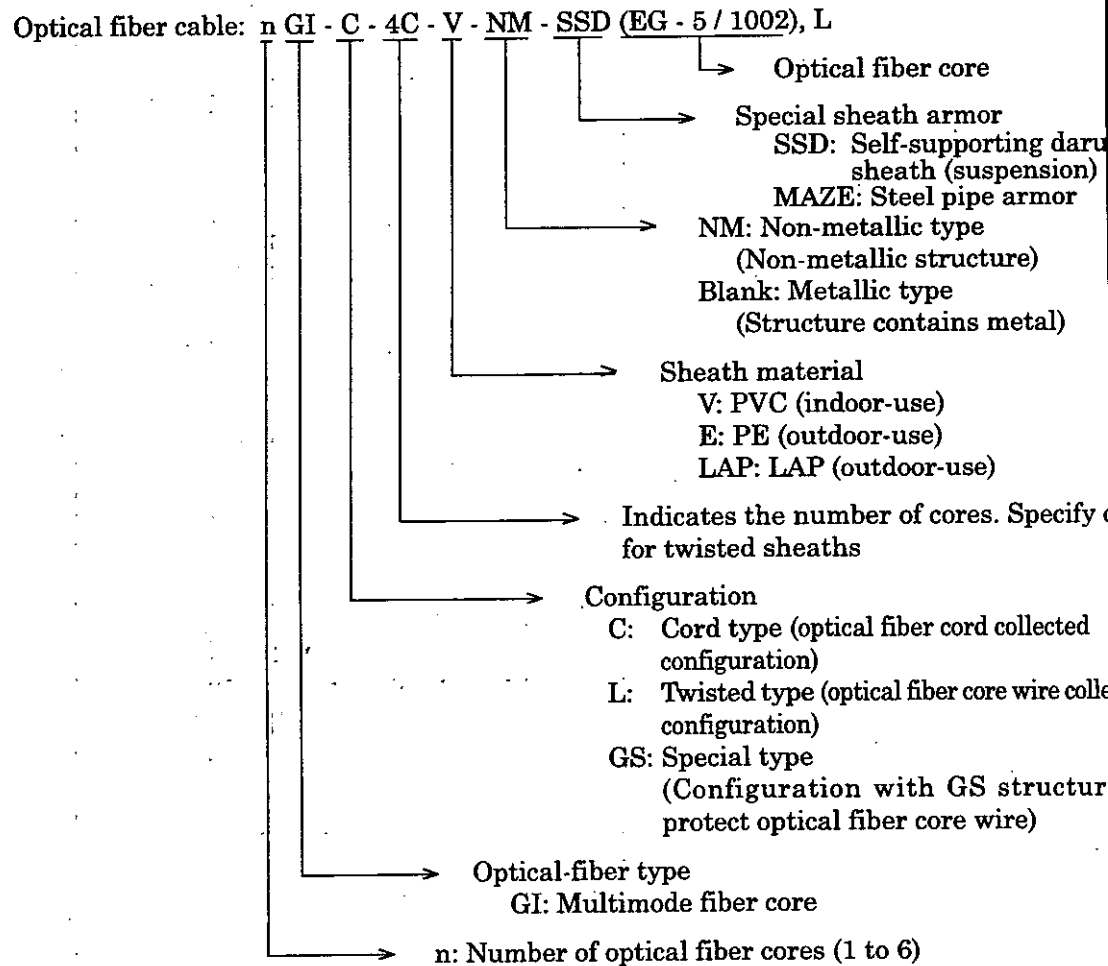 Optical fiber cable: n GI - C - 4C - V - NM - SSD (EG - 5 / 1002), L
Optical fiber core
Special sheath armor
SSD: Self-supporting
sheath (suspension)
MAZE: Steel pipe armor
NM: Non-metallic type
(Non-metallic structure)
Blank: Metallic type
(Structure contains metal)
Sheath material
V: PVC (indoor-use)
E: PE (outdoor-use)
LAP: LAP (outdoor-use)
Indicates the number of cores. Specify
for twisted sheaths
Configuration
C: Cord type (optical fiber cord collected
configuration)
L: Twisted type (optical fiber core wire
configuration)
GS: Special type
(Configuration with GS
protect optical fiber core wire)
Optical-fiber type
GI: Multimode fiber core
n: Number of optical fiber cores (1 to 6)